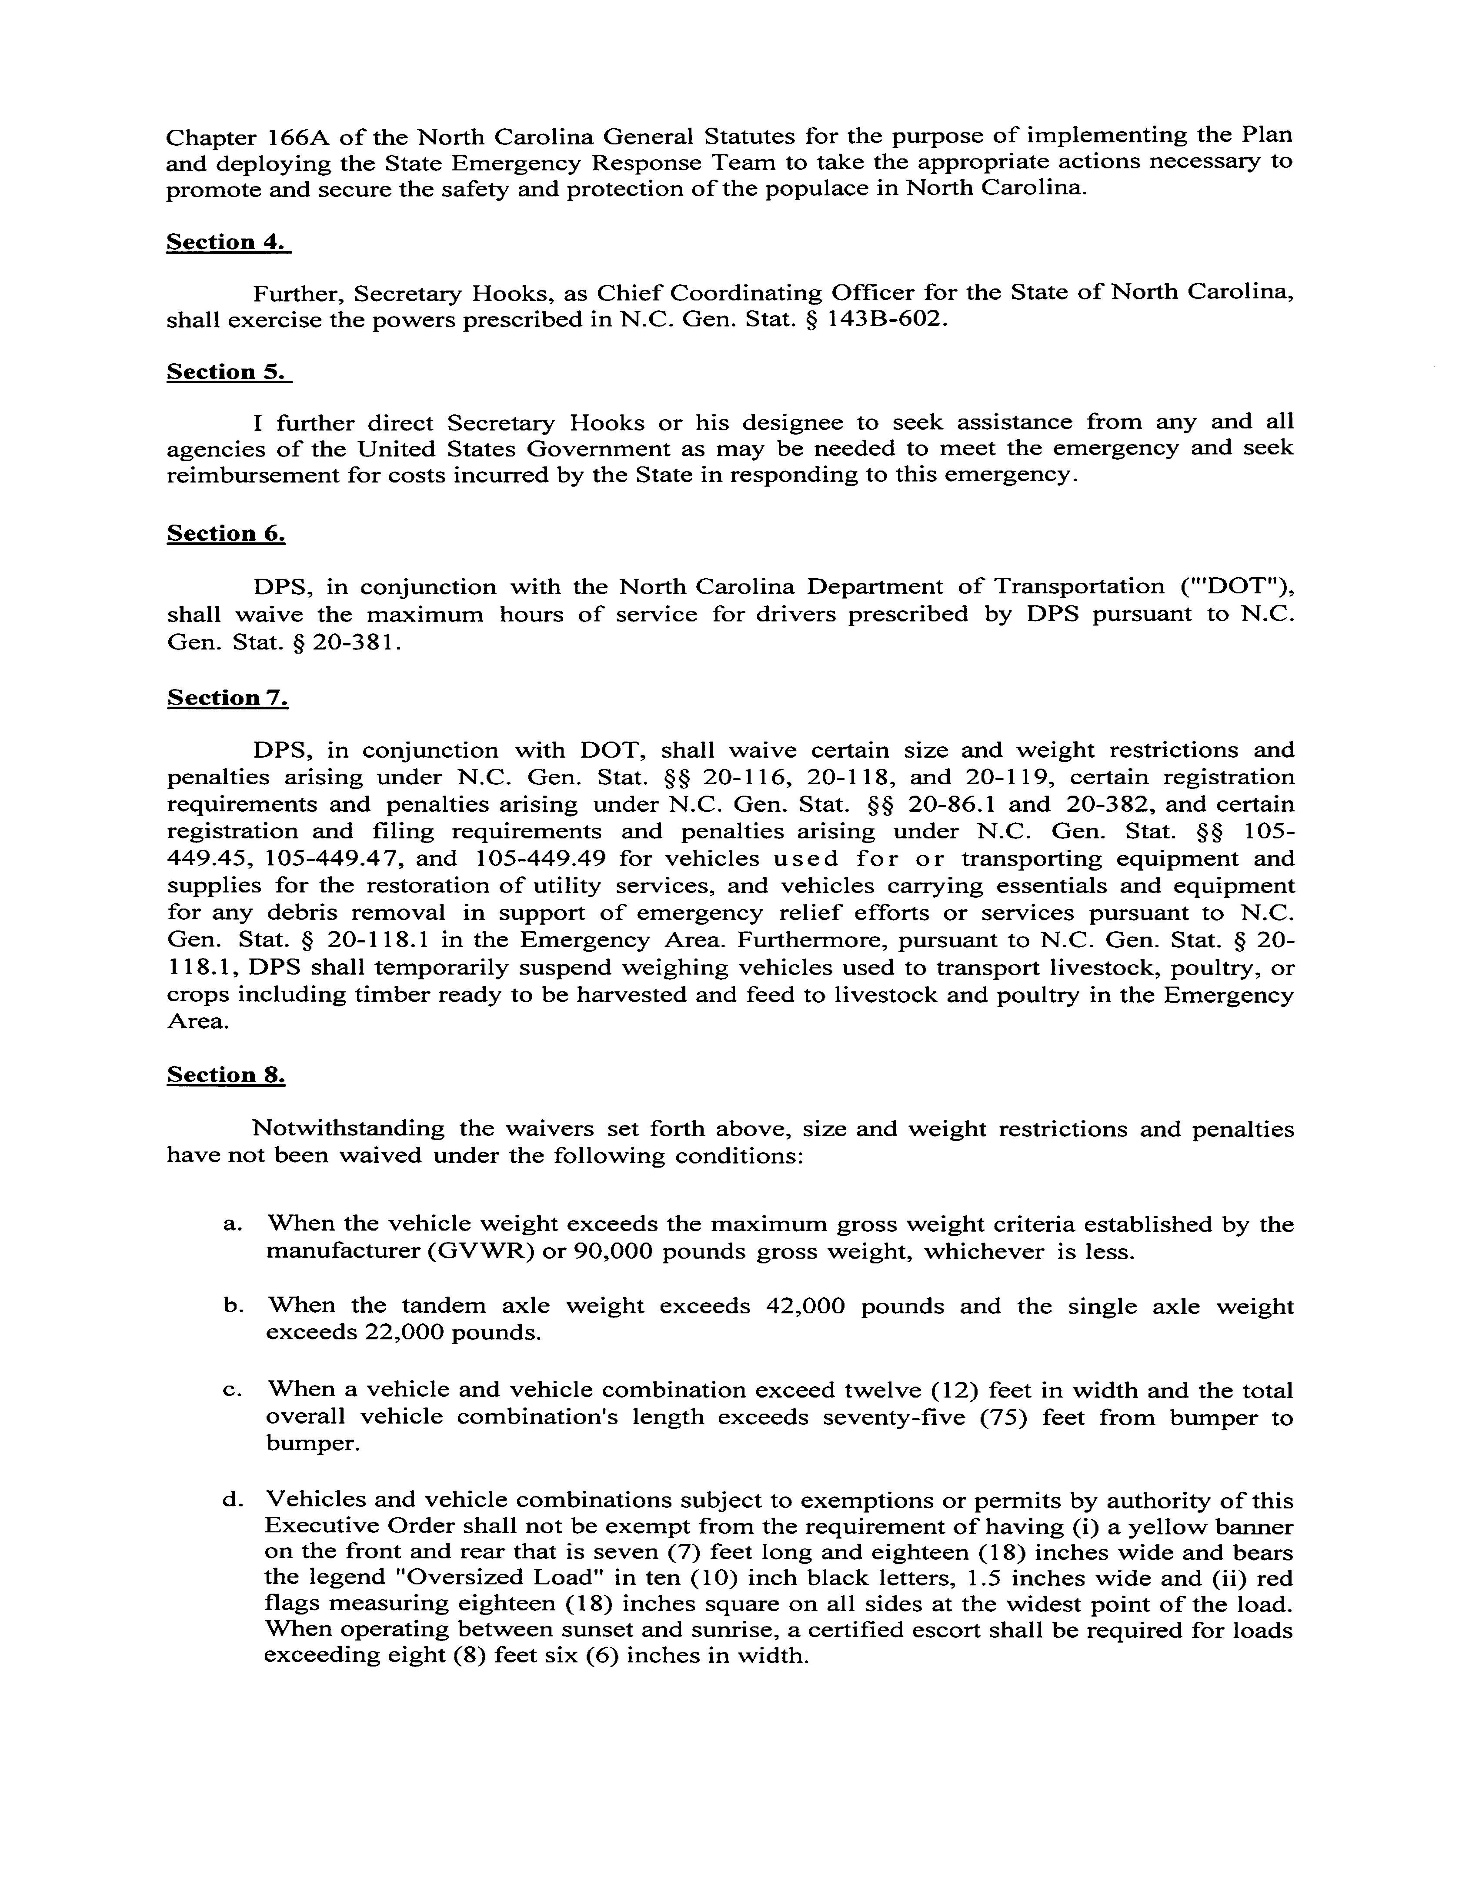 Chapter 166A of the North Carolina General Statutes for the purpose of implementing the Plan
and deploying the State Emergency Response Team to take the appropriate actions necessary to
promote and secure the safety and protection of the populace in North Carolina.
Section 4.
Further, Secretary Hooks, as Chief Coordinating Officer for the State of North Carolina,
shall exercise the powers prescribed in N.C. Gen. Stat. § 143B-602.
Section 5.
I further direct Secretary Hooks or his designee to seek assistance from any and all
agencies of the United States Government as may be needed to meet the emergency and seek
reimbursement for costs incurred by the State in responding to this emergency.
Section 6.
DPS, in conjunction with the North Carolina Department of Transportation ("'DOT"),
shall waive the maximum hours of service for drivers prescribed by DPS pursuant to N.C.
Gen. Stat. § 20-381.
Section 7.
DPS, in conjunction with DOT, shall waive certain size and weight restrictions and
penalties arising under N.C. Gen. Stat. §§ 20-116, 20-118, and 20-119, certain registration
requirements and penalties arising under N.C. Gen. Stat. §§ 20-86.1 and 20-382, and certain
registration and filing requirements and penalties arising under N.C. Gen. Stat. §§ 105-
449.45, 105-449.47, and 105-449.49 for vehicles used for or transporting equipment and
supplies for the restoration of utility services, and vehicles carrying essentials and equipment
for any debris removal in support of emergency relief efforts or services pursuant to N.C.
Gen. Stat. § 20-118.1 in the Emergency Area. Furthermore, pursuant to N.C. Gen. Stat. § 20-
118.1, DPS shall temporarily suspend weighing vehicles used to transport livestock, poultry, or
crops including timber ready to be harvested and feed to livestock and poultry in the Emergency
Area.
Section 8.
Notwithstanding the waivers set forth above, size and weight restrictions and penalties
have not been waived under the following conditions:
a. When the vehicle weight exceeds the maximum gross weight criteria established by the
manufacturer (GVWR) or 90,000 pounds gross weight, whichever is less.
b. When the tandem axle weight exceeds 42,000 pounds and the single axle weight
exceeds 22,000 pounds.
c. When a vehicle and vehicle combination exceed twelve (12) feet in width and the total
overall vehicle combination's length exceeds seventy-five (75) feet from bumper to
bumper.
d. Vehicles and vehicle combinations subject to exemptions or permits by authority of this
Executive Order shall not be exempt from the requirement of having (i) a yellow banner
on the front and rear that is seven (7) feet long and eighteen (18) inches wide and bears
the legend "Oversized Load" in ten (10) inch black letters, 1.5 inches wide and (ii) red
flags measuring eighteen (18) inches square on all sides at the widest point of the load.
When operating between sunset and sunrise, a certified escort shall be required for loads
exceeding eight (8) feet six (6) inches in width.